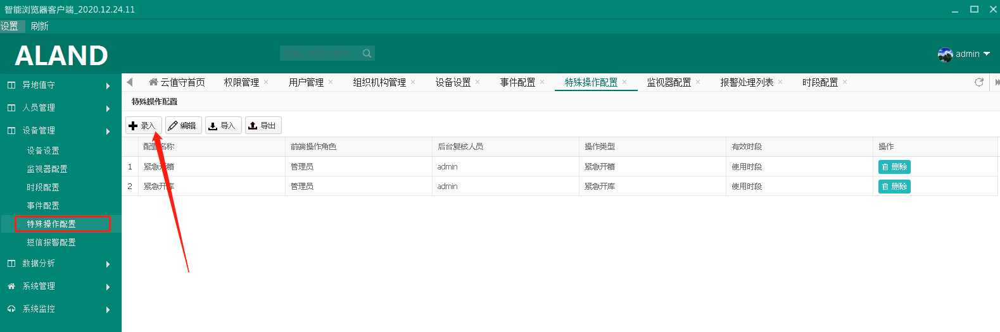 智能浏览器客户端_2020.12.24.11
设置 刷新
ALAND
admin
异地值守
人员管理
设备管理
设备设置
监视器配置
时段配置
事件配置
特殊操作配置
短信报警配置
数据分析
系统管理
系统监控
云值守首页 权限管理 用户管理 组织机构管理 设备设置 事件配置 特殊操作配置 监视器配置 报警处理列表 时段配置
特殊操作配置
录入 编辑 导入 导出
配置名称 前端操作角色 后台复核人员 操作类型 有效时段 操作
1 紧急开箱 管理员 admin 紧急开箱 使用时段 删除
2 紧急开库 管理员 admin 紧急开库 使用时段 删除